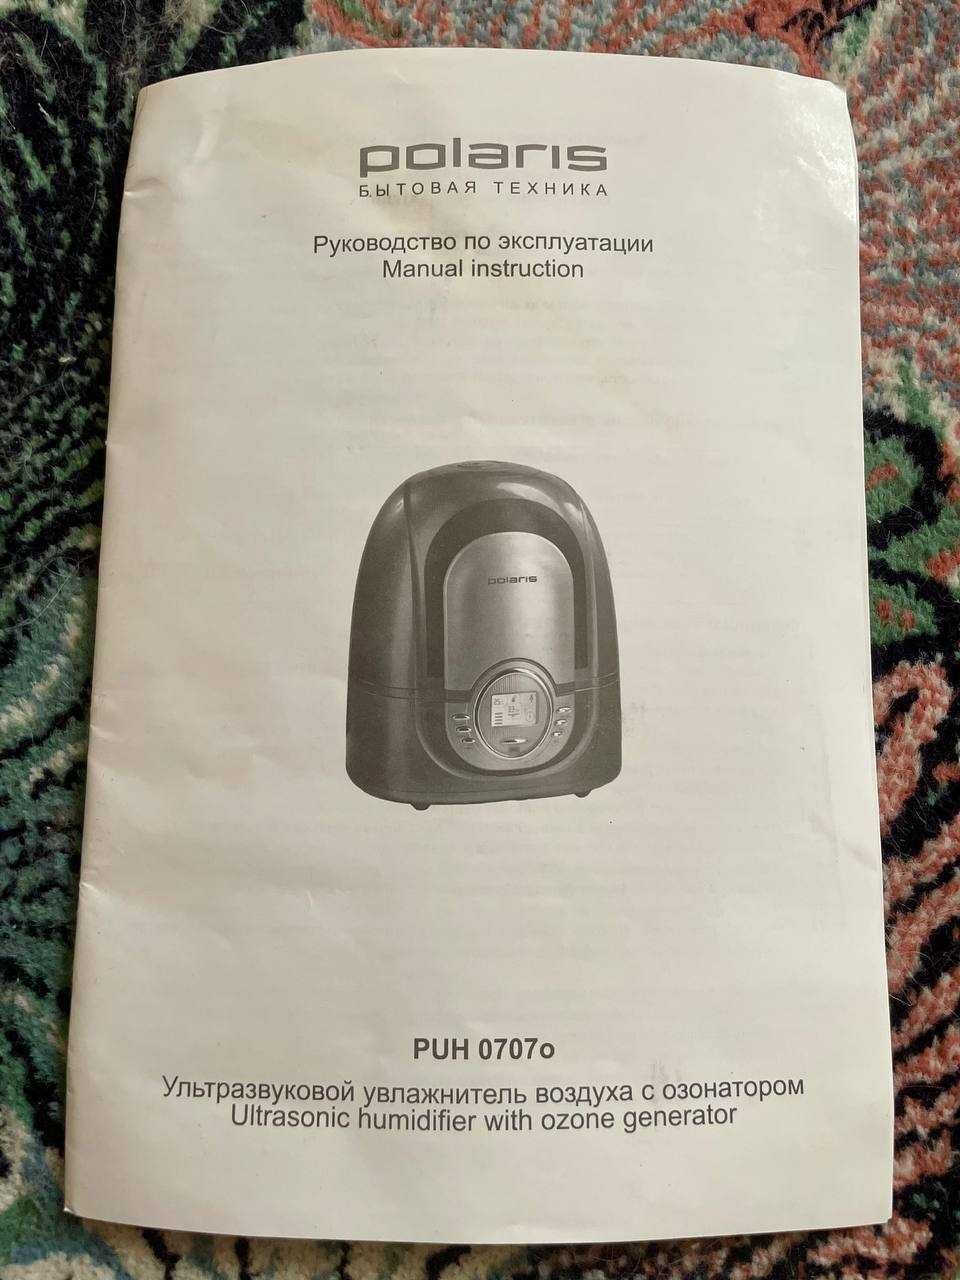 polaris
БЫТОВАЯ ТЕХНИКА
Руководство по эксплуатации
Manual instruction
polaris
PUH 0707o
Ультразвуковой увлажнитель воздуха с озонатором
Ultrasonic humidifier with ozone generator